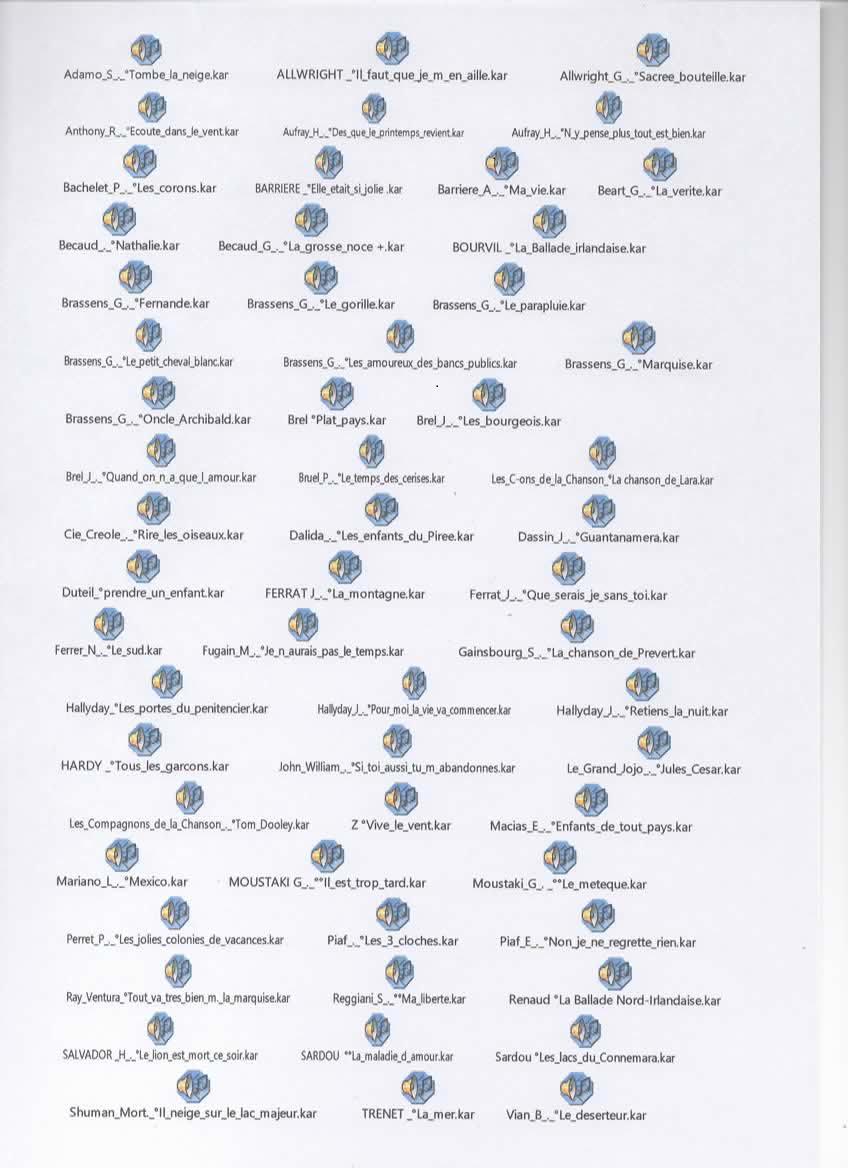 Adamo_S_._°Tombe_la_neige.kar ALLWRIGHT _°Il_faut_que_je_m_en_aille.kar Allwright_G_._°Sacree_bouteille.kar
Anthony_R_._°Ecoute_dans_le_vent.kar Aufray_H_._°Des_que_le_printemps_revient.kar Aufray_H_._°N_y_pense_plus_tout_est_bien.kar
Bachelet_P_._°Les_corons.kar BARRIERE _°Elle_etait_si_jolie .kar Barriere_A_._°Ma_vie.kar Beart_G_._°La_verite.kar
Becaud_._°Nathalie.kar Becaud_G_._°La_grosse_noce +.kar BOURVIL _°La_Ballade_irlandaise.kar
Brassens_G_._°Fernande.kar Brassens_G_._°Le_gorille.kar Brassens_G_._°Le_parapluie.kar
Brassens_G_._°Le_petit_cheval_blanc.kar Brassens_G_._°Les_amoureux_des_bancs_publics.kar Brassens_G_._°Marquise.kar
Brassens_G_._°Oncle_Archibald.kar Brel °Plat_pays.kar Brel_J_._°Les_bourgeois.kar
Brel_J_._°Quand_on_n_a_que_l_amour.kar Bruel_P_._°Le_temps_des_cerises.kar Les_C-ons_de_la_Chanson_°La chanson_de_Lara.kar
Cie_Creole_._°Rire_les_oiseaux.kar Dalida_._°Les_enfants_du_Piree.kar Dassin_J_._°Guantanamera.kar
Duteil_°prendre_un_enfant.kar FERRAT J_._°La_montagne.kar Ferrat_J_._°Que_serais_je_sans_toi.kar
Ferrer_N_._°Le_sud.kar Fugain_M_._°Je_n_aurais_pas_le_temps.kar Gainsbourg_S_._°La_chanson_de_Prevert.kar
Hallyday_°Les_portes_du_penitencier.kar Hallyday_J_._°Pour_moi_la_vie_va_commencer.kar Hallyday_J_._°Retiens_la_nuit.kar
HARDY _°Tous_les_garcons.kar John_William_._°Si_toi_aussi_tu_m_abandonnes.kar Le_Grand_Jojo_._°Jules_Cesar.kar
Les_Compagnons_de_la_Chanson_._°Tom_Dooley.kar Z °Vive_le_vent.kar Macias_E_._°Enfants_de_tout_pays.kar
Mariano_L_._°Mexico.kar MOUSTAKI G_._°°Il_est_trop_tard.kar Moustaki_G_. _°°Le_meteque.kar
Perret_P_._°Les_jolies_colonies_de_vacances.kar Piaf_._°Les_3_cloches.kar Piaf_E_._°Non_je_ne_regrette_rien.kar
Ray_Ventura_°Tout_va_tres_bien_m._la_marquise.kar Reggiani_S_._°°Ma_liberte.kar Renaud °La Ballade Nord-Irlandaise.kar
SALVADOR _H_._°Le_lion_est_mort_ce_soir.kar SARDOU °°La_maladie_d_amour.kar Sardou °Les_lacs_du_Connemara.kar
Shuman_Mort._°Il_neige_sur_le_lac_majeur.kar TRENET _°La_mer.kar Vian_B_._°Le_deserteur.kar